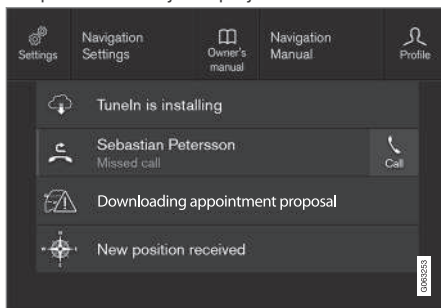 Settings
Navigation
Settings
Owner's
manual
Navigation
Manual
Profile
TuneIn is installing
Sebastian Petersson
Missed call
Call
Downloading appointment proposal
New position received
G063253